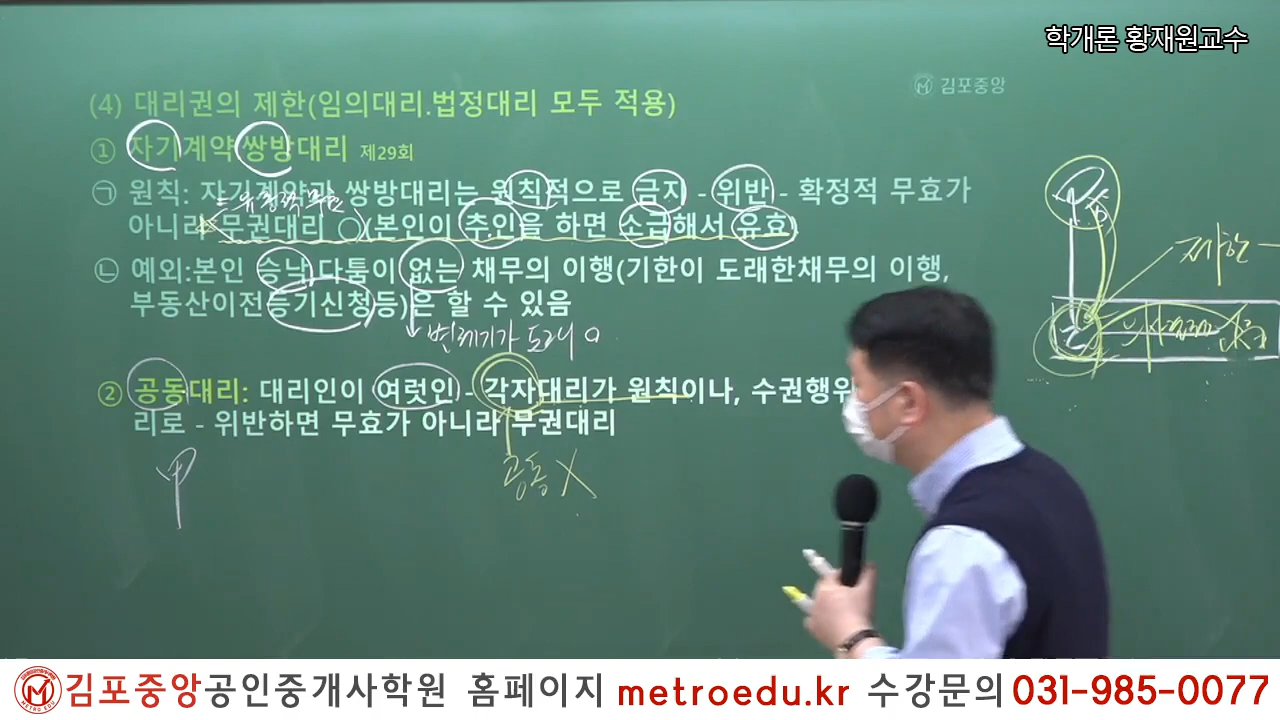 학개론 황재원교수
김포중앙
(4) 대리권의 제한(임의대리.법정대리 모두 적용)
① 자기계약쌍방대리 제29회
㉠ 원칙: 자기계약과 쌍방대리는 원칙적으로 금지 - 위반 - 확정적 무효가
아니라 무권대리 ○(본인이 추인을 하면 소급해서 유효)
㉡ 예외:본인 승낙,다툼이 없는 채무의 이행(기한이 도래한채무의 이행,
부동산이전등기신청등)은 할 수 있음
② 공동대리: 대리인이 여럿인 - 각자대리가 원칙이나, 수권행위
리로 - 위반하면 무효가 아니라 무권대리
甲
공동 X
김포중앙공인중개사학원 홈페이지 metroedu.kr 수강문의 031-985-0077